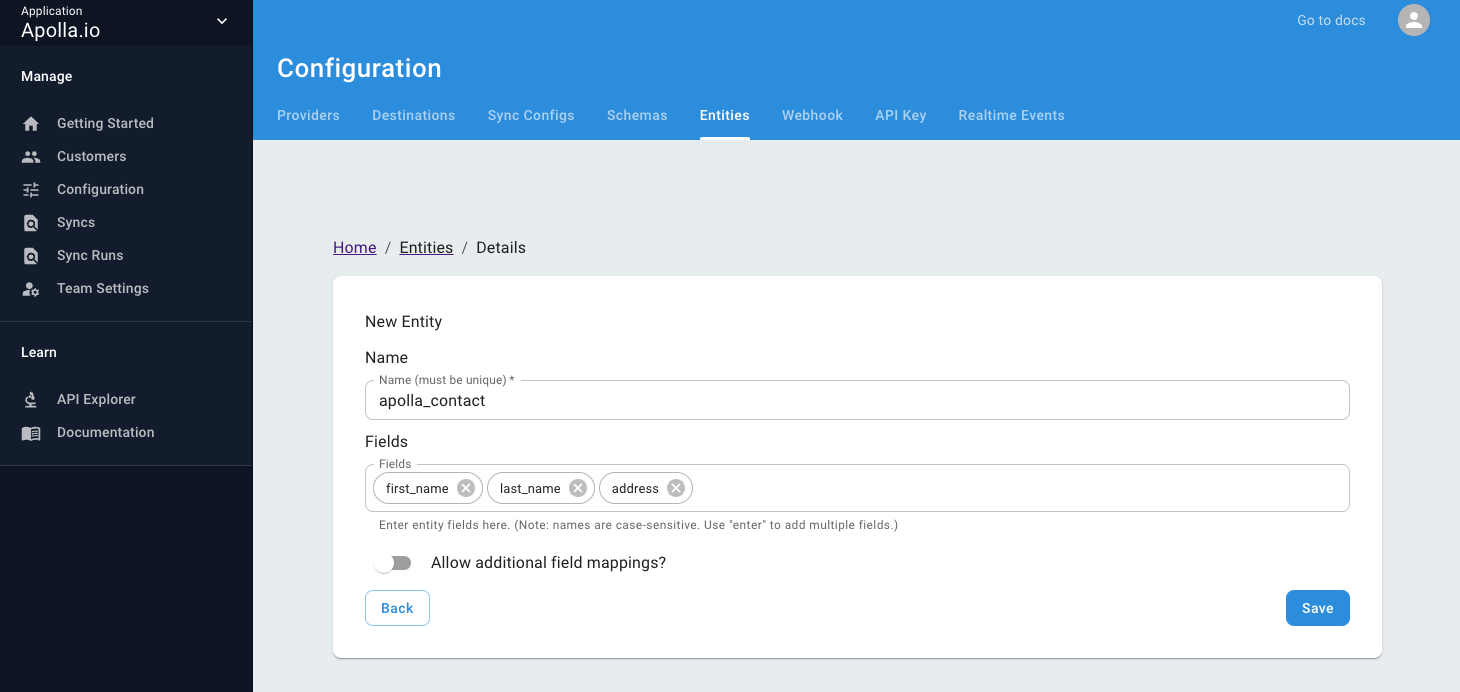 Application
Apolla.io
Manage
Getting Started
Customers
Configuration
Syncs
Sync Runs
Team Settings
Learn
API Explorer
Documentation
Go to docs
Configuration
Providers Destinations Sync Configs Schemas Entities Webhook API Key Realtime Events
Home / Entities / Details
New Entity
Name
Name (must be unique) *
apolla_contact
Fields
Fields
first_name last_name address
Enter entity fields here. (Note: names are case-sensitive. Use "enter" to add multiple fields.)
Allow additional field mappings?
Back Save